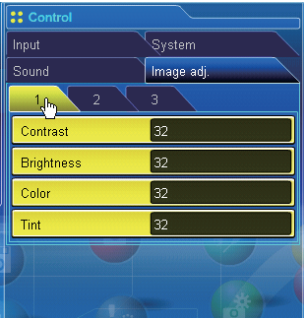 Control
Input System
Sound Image adj.
1 2 3
Contrast 32
Brightness 32
Color 32
Tint 32